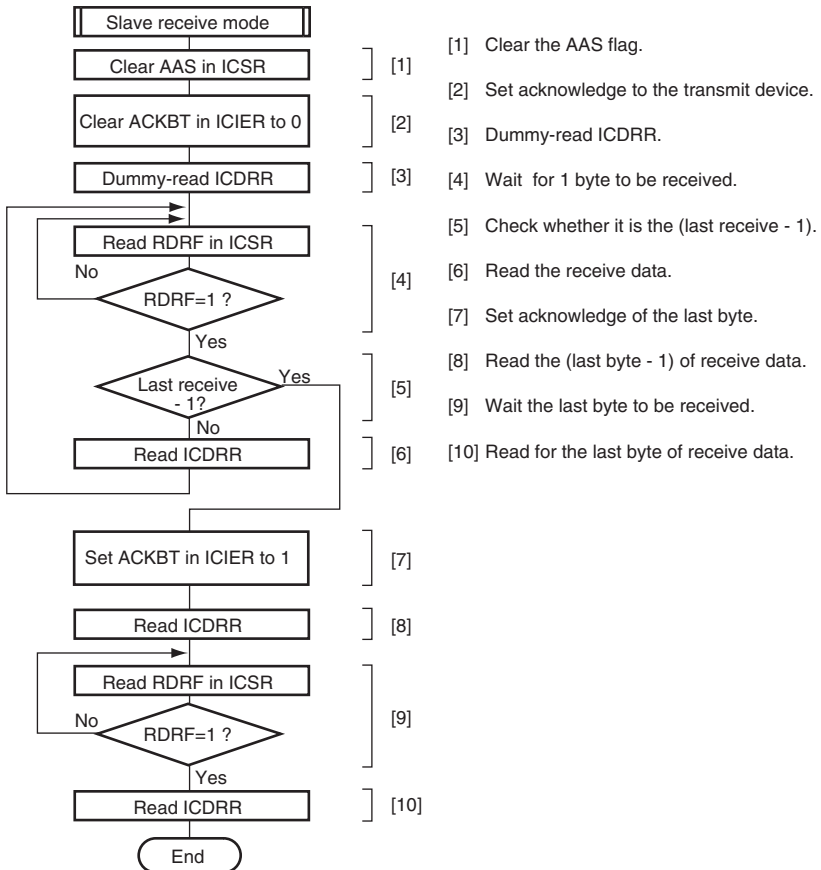 Slave receive mode
Clear AAS in ICSR
[1]
Clear ACKBT in ICIER to 0
[2]
Dummy-read ICDRR
[3]
Read RDRF in ICSR
No
RDRF=1 ?
[4]
Yes
Last receive
- 1?
Yes
[5]
No
Read ICDRR
[6]
Set ACKBT in ICIER to 1
[7]
Read ICDRR
[8]
Read RDRF in ICSR
No
RDRF=1 ?
[9]
Yes
Read ICDRR
[10]
End
[1] Clear the AAS flag.
[2] Set acknowledge to the transmit device.
[3] Dummy-read ICDRR.
[4] Wait for 1 byte to be received.
[5] Check whether it is the (last receive - 1).
[6] Read the receive data.
[7] Set acknowledge of the last byte.
[8] Read the (last byte - 1) of receive data.
[9] Wait the last byte to be received.
[10] Read for the last byte of receive data.